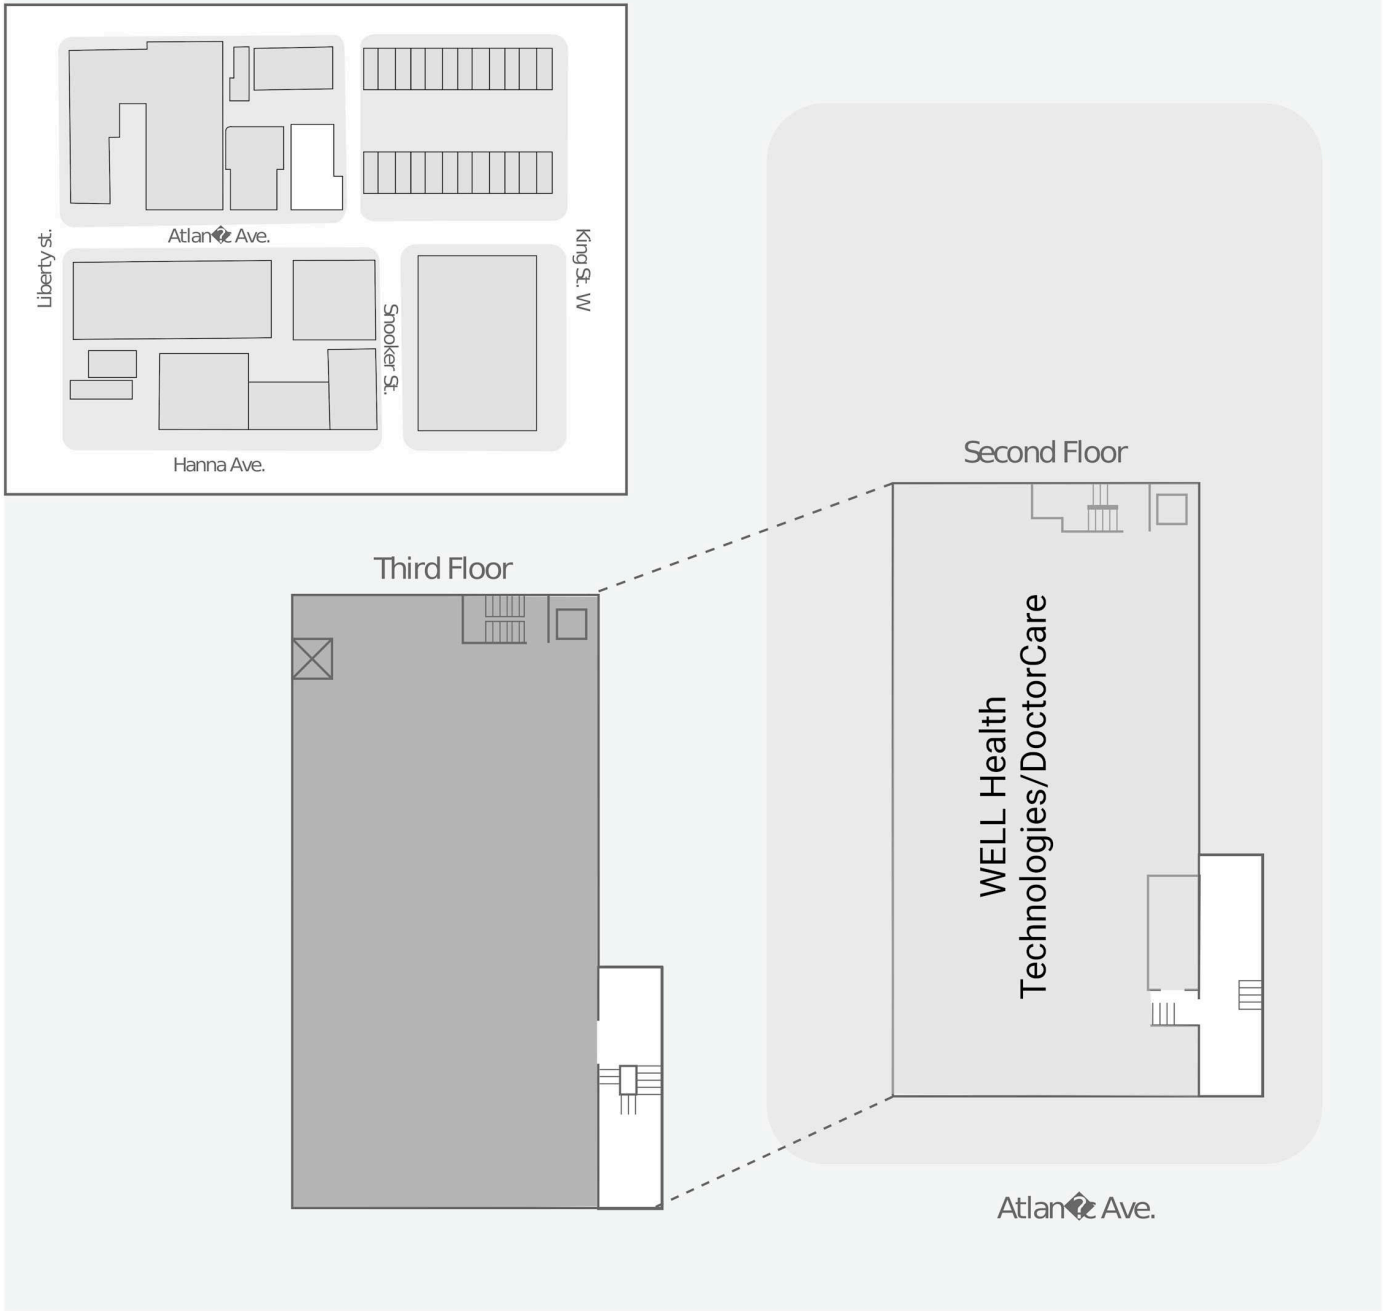 Atlan�c Ave.
Liberty st.
King St. W
Snooker St.
Hanna Ave.
Second Floor
Third Floor
WELL Health
Technologies/DoctorCare
Atlan�c Ave.